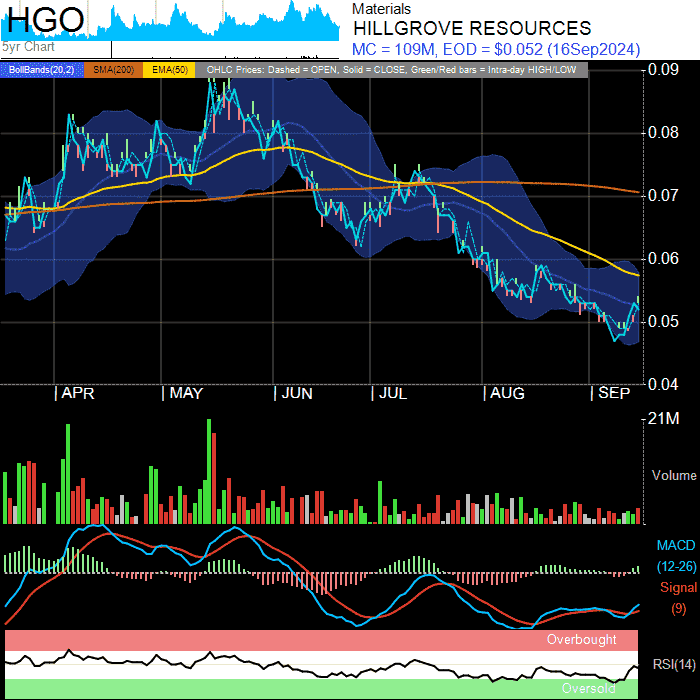 HGO
5yr Chart
Materials
HILLGROVE RESOURCES
MC = 109M, EOD = $0.052 (16Sep2024)
BollBands(20,2) SMA(200) EMA(50) OHLC Prices: Dashed = OPEN, Solid = CLOSE, Green/Red bars = Intra-day HIGH/LOW
0.09
0.08
0.07
0.06
0.05
0.04
| APR | MAY | JUN | JUL | AUG | SEP
21M
Volume
MACD
(12-26)
Signal
(9)
Overbought
RSI(14)
Oversold